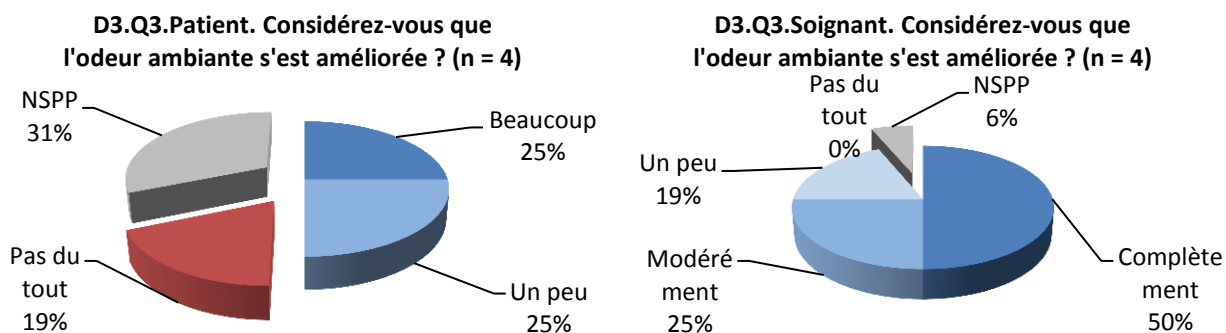 D3.Q3.Patient. Considérez-vous que
l'odeur ambiante s'est améliorée ? (n = 4)
NSPP
31%
Beaucoup
25%
Pas du
tout
19%
Un peu
25%
D3.Q3.Soignant. Considérez-vous que
l'odeur ambiante s'est améliorée ? (n = 4)
Pas du
tout
0%
NSPP
6%
Un peu
19%
Modéré
ment
25%
Complète
ment
50%